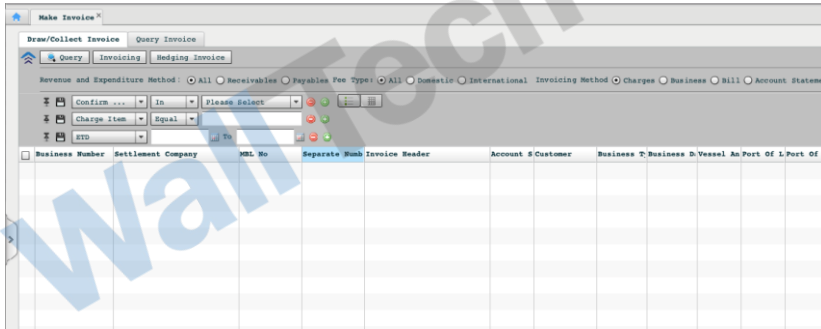 Make Invoice
Draw/Collect Invoice Query Invoice
Query Invoicing Hedging Invoice
Revenue and Expenditure Method: All Receivables Payables Fee Type: All Domestic International Invoicing Method Charges Business Bill Account Stateme
Confirm ... In Please Select
Charge Item Equal
ETD To
Business Number Settlement Company MBL No Separate Numb Invoice Header Account S Customer Business T Business D Vessel An Port Of L Port Of
WallTech